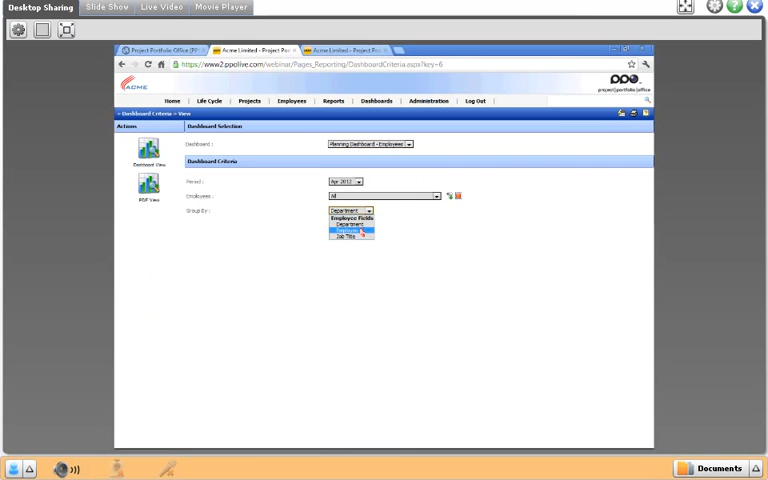 Desktop Sharing
Slide Show
Live Video
Movie Player
Project Portfolio Office (PP
Acme Limited - Project Po
Acme Limited - Project Po
https://www2.ppolive.com/webinar/Pages_Reporting/DashboardCriteria.aspx?key=6
ACME
PPO
project|portfolio|office
Home
Life Cycle
Projects
Employees
Reports
Dashboards
Administration
Log Out
» Dashboard Criteria > View
Actions
Dashboard Selection
Dashboard View
Dashboard :
Planning Dashboard - Employees
Dashboard Criteria
PDF View
Period :
Apr 2012
Employees :
All
Group By :
Department
Employee Fields
Department
Employee
Job Title
Documents